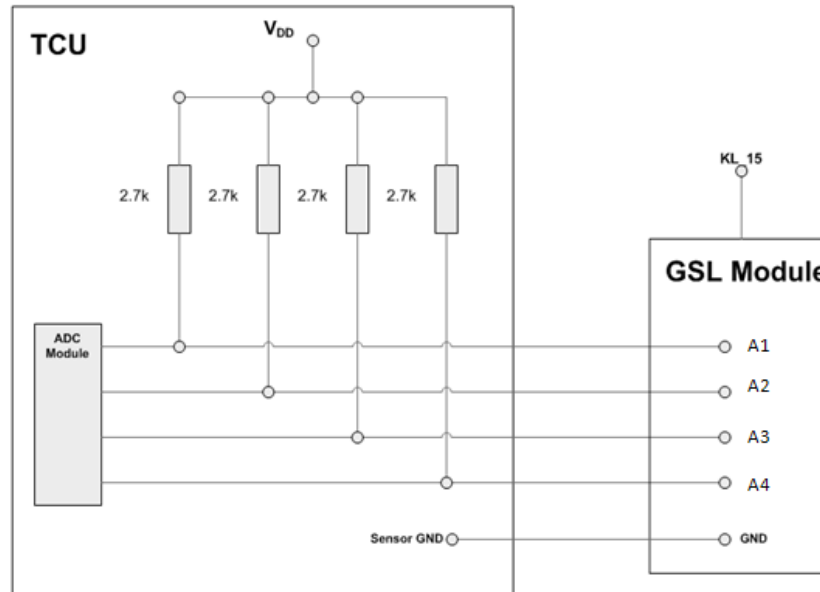 TCU
VDD
2.7k 2.7k 2.7k 2.7k
KL_15
GSL Module
ADC
Module
A1
A2
A3
A4
Sensor GND
GND